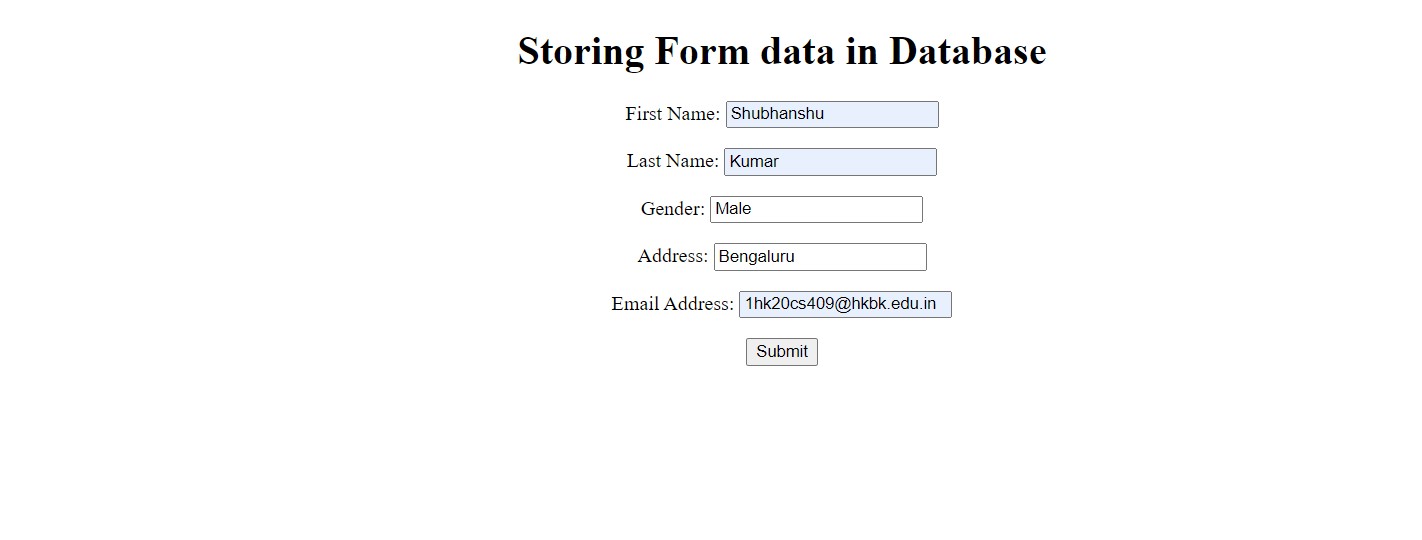 Storing Form data in Database
First Name: Shubhanshu
Last Name: Kumar
Gender: Male
Address: Bengaluru
Email Address: 1hk20cs409@hkbk.edu.in
Submit